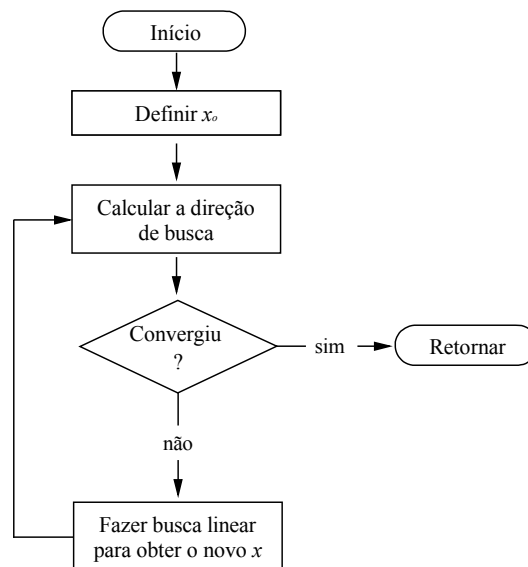 Início
Definir xₒ
Calcular a direção
de busca
Convergiu
?
sim
Retornar
não
Fazer busca linear
para obter o novo x